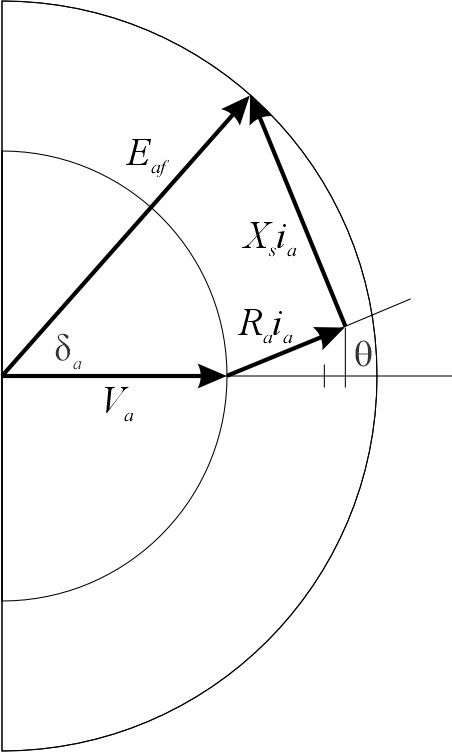 E_af
X_s i_a
R_a i_a
δ_a
θ
V_a